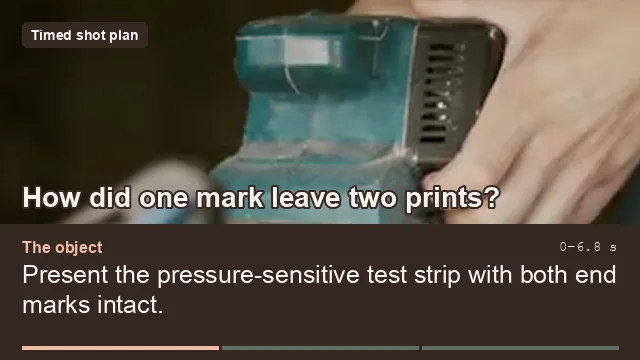 Timed shot plan
How did one mark leave two prints?
The object
0–6.8 s
Present the pressure-sensitive test strip with both end
marks intact.